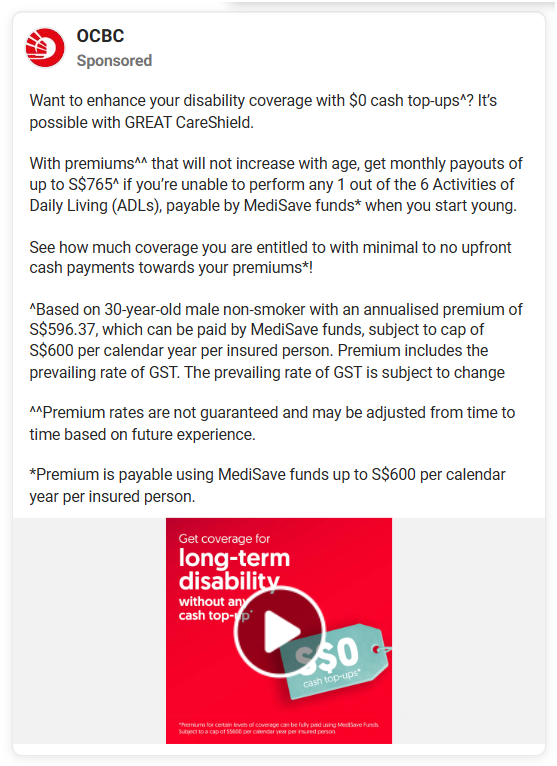 OCBC
Sponsored
Want to enhance your disability coverage with $0 cash top-ups^? It's
possible with GREAT CareShield.
With premiums^^ that will not increase with age, get monthly payouts of
up to S$765^ if you’re unable to perform any 1 out of the 6 Activities of
Daily Living (ADLs), payable by MediSave funds* when you start young.
See how much coverage you are entitled to with minimal to no upfront
cash payments towards your premiums*!
^Based on 30-year-old male non-smoker with an annualised premium of
S$596.37, which can be paid by MediSave funds, subject to cap of
S$600 per calendar year per insured person. Premium includes the
prevailing rate of GST. The prevailing rate of GST is subject to change
^^Premium rates are not guaranteed and may be adjusted from time to
time based on future experience.
*Premium is payable using MediSave funds up to S$600 per calendar
year per insured person.
Get coverage for
long-term
disability
without any
cash top-up*
S$0
cash top-ups*
*Premiums for certain levels of coverage can be fully paid using MediSave Funds.
Subject to a cap of S$600 per calendar year per insured person.